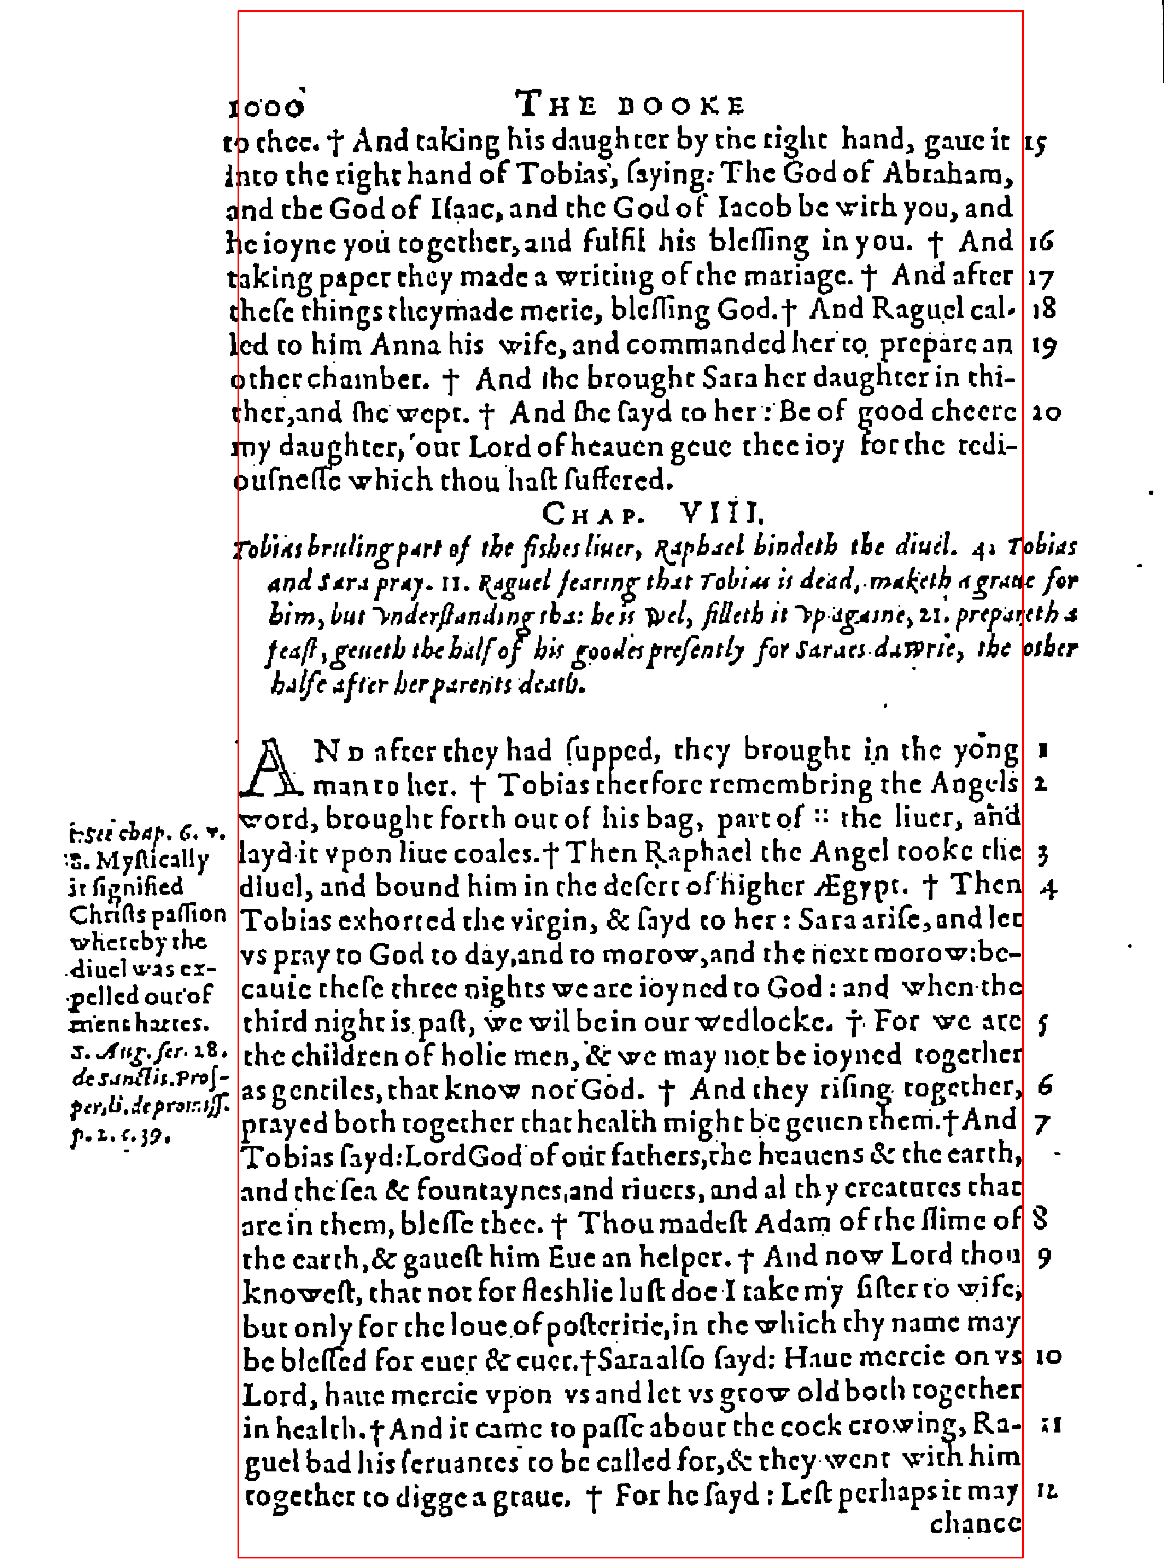 1000 THE BOOKE
to thee. † And taking his daughter by the right hand, gaue it 15
into the right hand of Tobias, ſaying: The God of Abraham,
and the God of Iſaac, and the God of Iacob be with you, and
he ioyne you together, and fulfil his bleſſing in you. † And 16
taking paper they made a writing of the mariage. † And after 17
theſe things they made merie, bleſſing God. † And Raguel cal- 18
led to him Anna his wife, and commanded her to prepare an 19
other chamber. † And ſhe brought Sara her daughter in thi-
ther, and ſhe wept. † And ſhe ſayd to her: Be of good cheere 20
my daughter, our Lord of heauen geue thee ioy for the tedi-
ouſneſſe which thou haſt ſuffered.
CHAP. VIII.
Tobias bruling part of the fishes liuer, Raphael bindeth the diuel. 4. Tobias
and Sara pray. 11. Raguel fearing that Tobias is dead, maketh a graue for
him, but vnderſtanding that he is wel, filleth it vp againe, 21. prepareth a
feaſt, geueth the half of his goodes preſently for Saraes dowrie, the other
halfe after her parents death.
AND after they had ſupped, they brought in the yong 1
man to her. † Tobias therfore remembring the Angels 2
word, brought forth out of his bag, part of :: the liuer, and
layd it vpon liue coales. † Then Raphael the Angel tooke the 3
diuel, and bound him in the deſert of higher Ægypt. † Then 4
Tobias exhorted the virgin, & ſayd to her: Sara ariſe, and let
vs pray to God to day, and to morow, and the next morow: be-
cauſe theſe three nights we are ioyned to God: and when the
third night is paſt, we wil be in our wedlocke. † For we are 5
the children of holie men, & we may not be ioyned together
as gentiles, that know not God. † And they riſing together, 6
prayed both together that health might be geuen them. † And 7
Tobias ſayd: Lord God of our fathers, the heauens & the earth,
and the ſea & fountaynes, and riuers, and al thy creatures that
are in them, bleſſe thee. † Thou madeſt Adam of the ſlime of 8
the earth, & gaueſt him Eue an helper. † And now Lord thou 9
knoweſt, that not for fleshlie luſt doe I take my ſiſter to wife,
but only for the loue of poſteritie, in the which thy name may
be bleſſed for euer & euer. † Sara alſo ſayd: Haue mercie on vs 10
Lord, haue mercie vpon vs and let vs grow old both together
in health. † And it came to paſſe about the cock crowing, Ra- 11
guel bad his ſeruantes to be called for, & they went with him
together to digge a graue. † For he ſayd: Leſt perhaps it may 12
chance
:: See chap. 6. v.
8. Myſtically
it ſignified
Chriſts paſſion
whereby the
diuel was ex-
pelled out of
mens hartes.
S. Aug. ſer. 18.
de Sanctis. Proſ-
per, li. de promiſſ.
p. 2. c. 39.